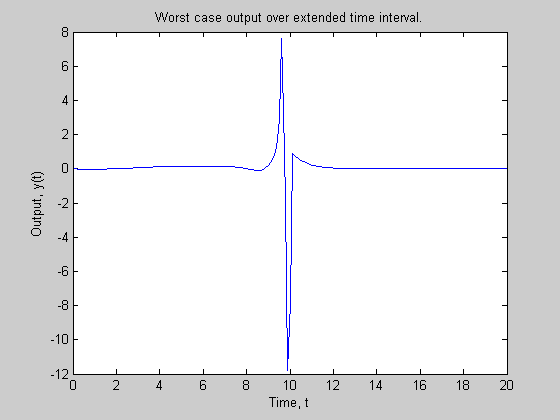 Worst case output over extended time interval.
8
6
4
2
0
-2
-4
-6
-8
-10
-12
Output, y(t)
0 2 4 6 8 10 12 14 16 18 20
Time, t